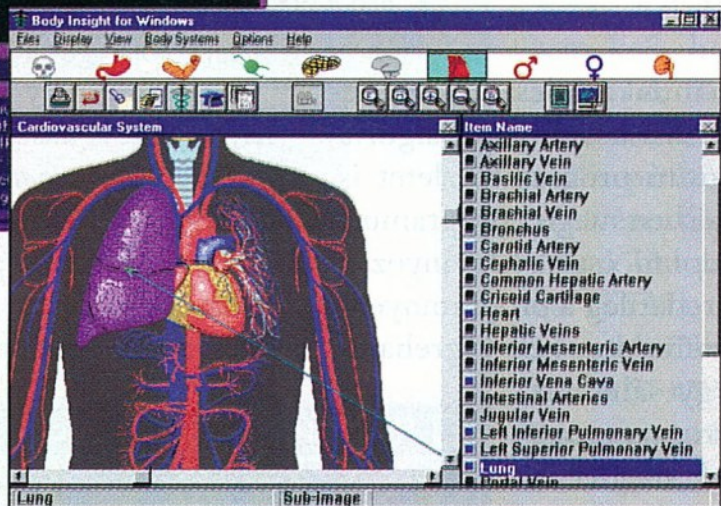 Body Insight for Windows
Files Display View Body Systems Options Help
Cardiovascular System
Item Name
Axillary Artery
Axillary Vein
Basilic Vein
Brachial Artery
Brachial Vein
Bronchus
Carotid Artery
Cephalic Vein
Common Hepatic Artery
Cricoid Cartilage
Heart
Hepatic Veins
Inferior Mesenteric Artery
Inferior Mesenteric Vein
Inferior Vena Cava
Intestinal Arteries
Jugular Vein
Left Inferior Pulmonary Vein
Left Superior Pulmonary Vein
Lung
Portal Vein
Lung
Sub-Image